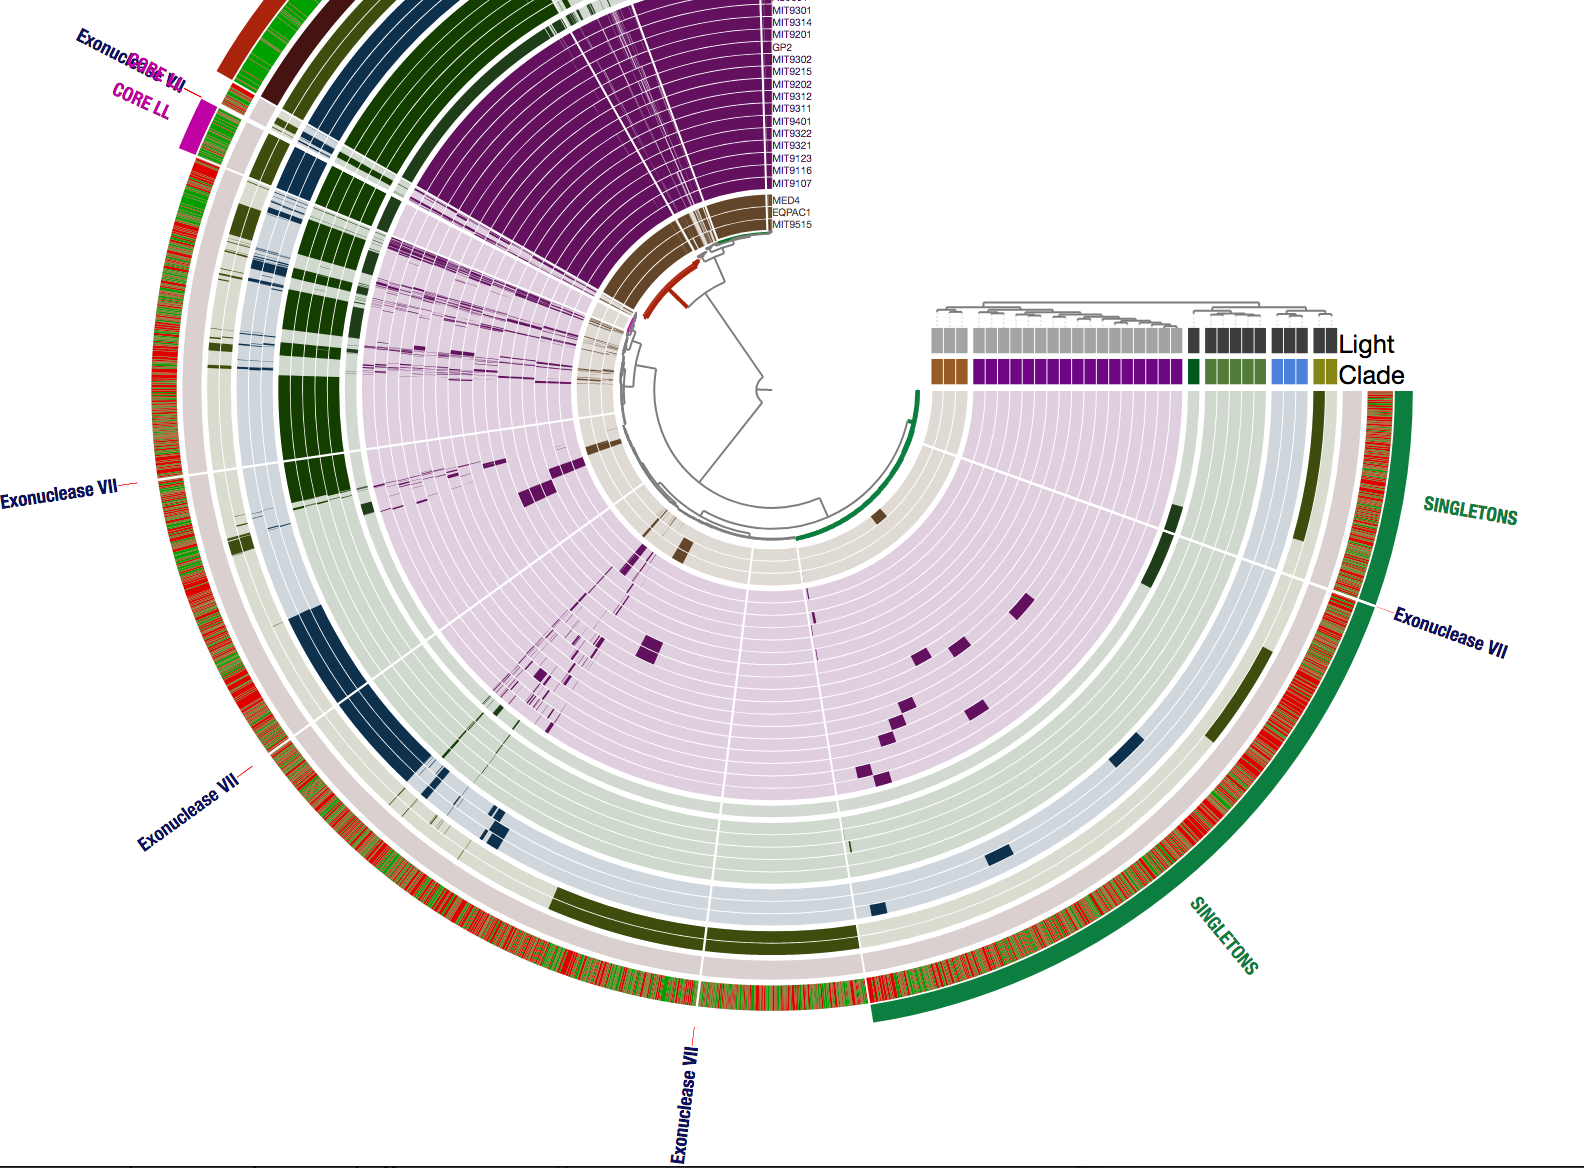 MIT9301
MIT9314
MIT9201
GP2
MIT9302
MIT9215
MIT9202
MIT9312
MIT9311
MIT9401
MIT9322
MIT9321
MIT9123
MIT9116
MIT9107
MED4
EQPAC1
MIT9515
Exonuclease VII
CORE LL
CORE LL
Light
Clade
Exonuclease VII
SINGLETONS
Exonuclease VII
Exonuclease VII
SINGLETONS
Exonuclease VII